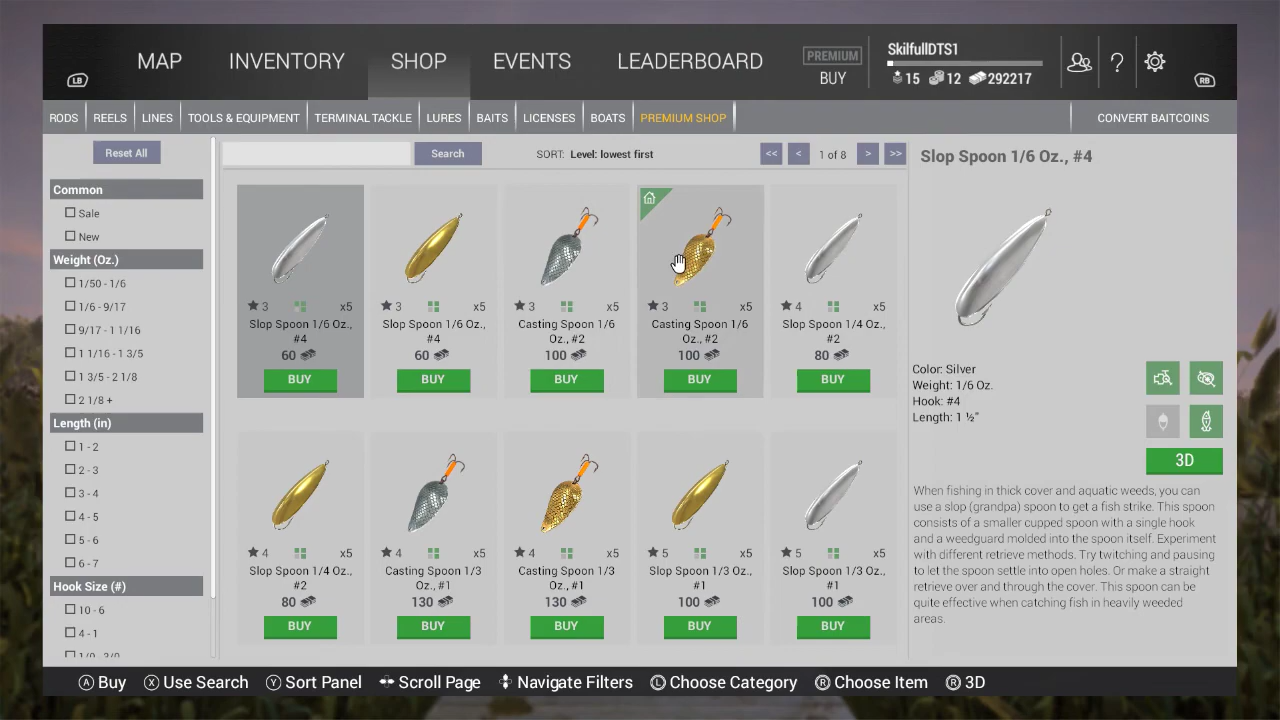 MAP
INVENTORY
SHOP
EVENTS
LEADERBOARD
PREMIUM
BUY
SkilfullDTS1
15
12
292217
LB
RB
RODS
REELS
LINES
TOOLS & EQUIPMENT
TERMINAL TACKLE
LURES
BAITS
LICENSES
BOATS
PREMIUM SHOP
CONVERT BAITCOINS
Reset All
Search
SORT: Level: lowest first
<<
<
1 of 8
>
>>
Common
Sale
New
Weight (Oz.)
1/50 - 1/6
1/6 - 9/17
9/17 - 1 1/16
1 1/16 - 1 3/5
1 3/5 - 2 1/8
2 1/8 +
Length (in)
1 - 2
2 - 3
3 - 4
4 - 5
5 - 6
6 - 7
Hook Size (#)
10 - 6
4 - 1
1/0 - 3/0
3 x5
Slop Spoon 1/6 Oz.,
#4
60
BUY
3 x5
Slop Spoon 1/6 Oz.,
#4
60
BUY
3 x5
Casting Spoon 1/6
Oz., #2
100
BUY
3 x5
Casting Spoon 1/6
Oz., #2
100
BUY
4 x5
Slop Spoon 1/4 Oz.,
#2
80
BUY
4 x5
Slop Spoon 1/4 Oz.,
#2
80
BUY
4 x5
Casting Spoon 1/3
Oz., #1
130
BUY
4 x5
Casting Spoon 1/3
Oz., #1
130
BUY
5 x5
Slop Spoon 1/3 Oz.,
#1
100
BUY
5 x5
Slop Spoon 1/3 Oz.,
#1
100
BUY
Slop Spoon 1/6 Oz., #4
Color: Silver
Weight: 1/6 Oz.
Hook: #4
Length: 1 ½"
3D
When fishing in thick cover and aquatic weeds, you can
use a slop (grandpa) spoon to get a fish strike. This spoon
consists of a smaller cupped spoon with a single hook
and a weedguard molded into the spoon itself. Experiment
with different retrieve methods. Try twitching and pausing
to let the spoon settle into open holes. Or make a straight
retrieve over and through the cover. This spoon can be
quite effective when catching fish in heavily weeded
areas.
A Buy
X Use Search
Y Sort Panel
Scroll Page
Navigate Filters
L Choose Category
R Choose Item
R 3D